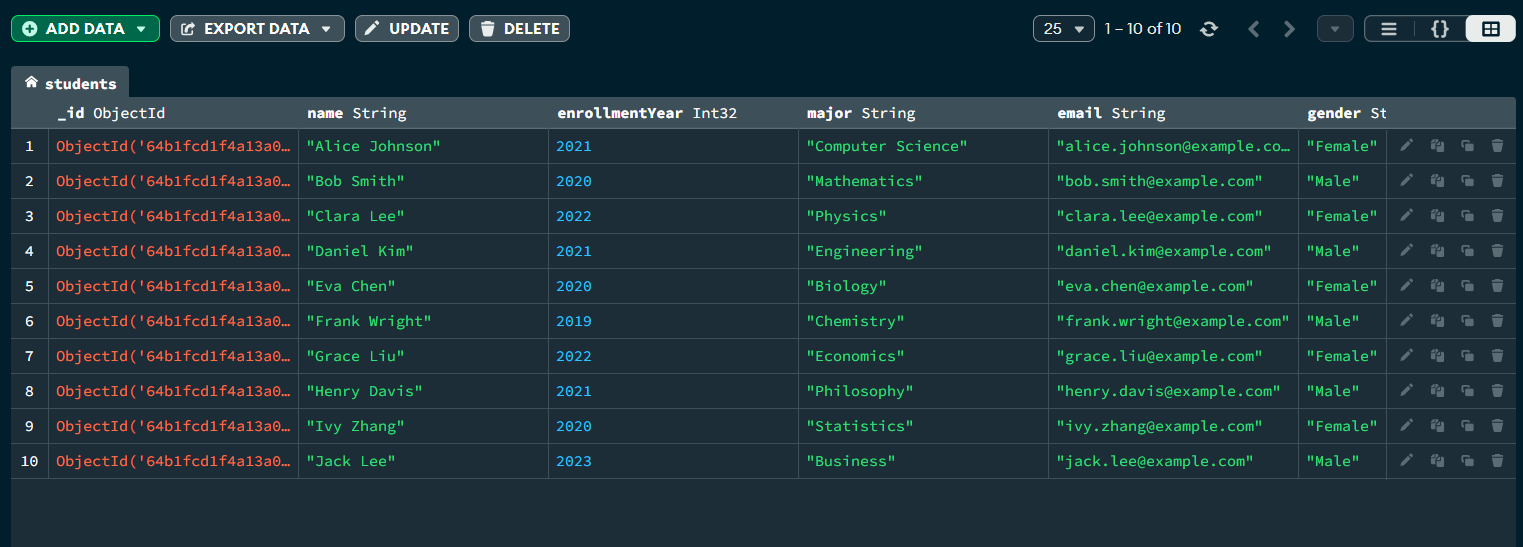 ADD DATA EXPORT DATA UPDATE DELETE 25 1 – 10 of 10 {}
students
_id ObjectId name String enrollmentYear Int32 major String email String gender St
1 ObjectId('64b1fcd1f4a13a0… "Alice Johnson" 2021 "Computer Science" "alice.johnson@example.co… "Female"
2 ObjectId('64b1fcd1f4a13a0… "Bob Smith" 2020 "Mathematics" "bob.smith@example.com" "Male"
3 ObjectId('64b1fcd1f4a13a0… "Clara Lee" 2022 "Physics" "clara.lee@example.com" "Female"
4 ObjectId('64b1fcd1f4a13a0… "Daniel Kim" 2021 "Engineering" "daniel.kim@example.com" "Male"
5 ObjectId('64b1fcd1f4a13a0… "Eva Chen" 2020 "Biology" "eva.chen@example.com" "Female"
6 ObjectId('64b1fcd1f4a13a0… "Frank Wright" 2019 "Chemistry" "frank.wright@example.com" "Male"
7 ObjectId('64b1fcd1f4a13a0… "Grace Liu" 2022 "Economics" "grace.liu@example.com" "Female"
8 ObjectId('64b1fcd1f4a13a0… "Henry Davis" 2021 "Philosophy" "henry.davis@example.com" "Male"
9 ObjectId('64b1fcd1f4a13a0… "Ivy Zhang" 2020 "Statistics" "ivy.zhang@example.com" "Female"
10 ObjectId('64b1fcd1f4a13a0… "Jack Lee" 2023 "Business" "jack.lee@example.com" "Male"